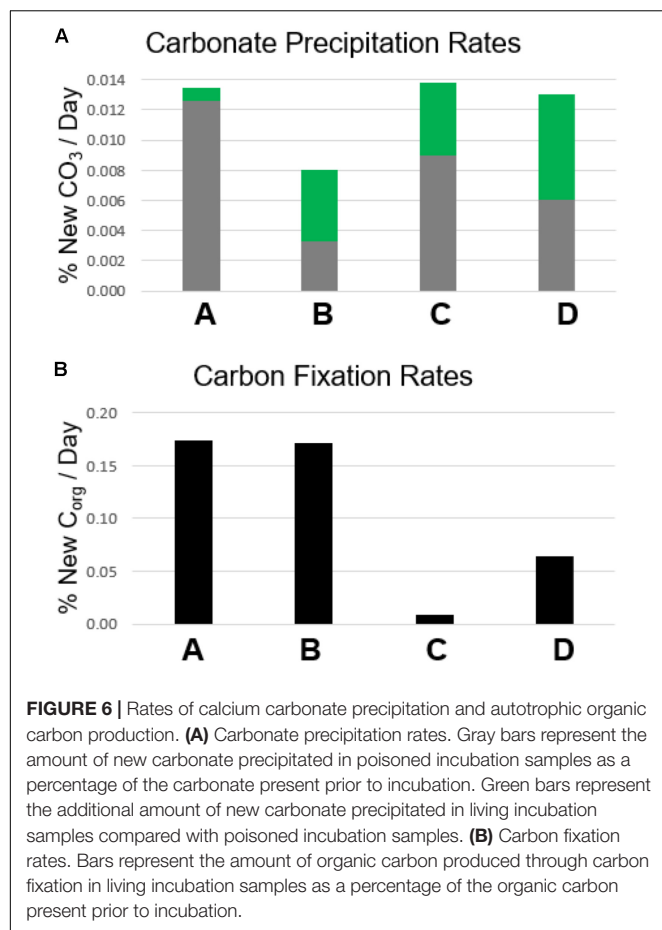 A
Carbonate Precipitation Rates
% New CO3 / Day
0.014
0.012
0.010
0.008
0.006
0.004
0.002
0.000
A B C D
B
Carbon Fixation Rates
% New Corg / Day
0.20
0.15
0.10
0.05
0.00
A B C D
FIGURE 6 | Rates of calcium carbonate precipitation and autotrophic organic
carbon production. (A) Carbonate precipitation rates. Gray bars represent the
amount of new carbonate precipitated in poisoned incubation samples as a
percentage of the carbonate present prior to incubation. Green bars represent
the additional amount of new carbonate precipitated in living incubation
samples compared with poisoned incubation samples. (B) Carbon fixation
rates. Bars represent the amount of organic carbon produced through carbon
fixation in living incubation samples as a percentage of the organic carbon
present prior to incubation.